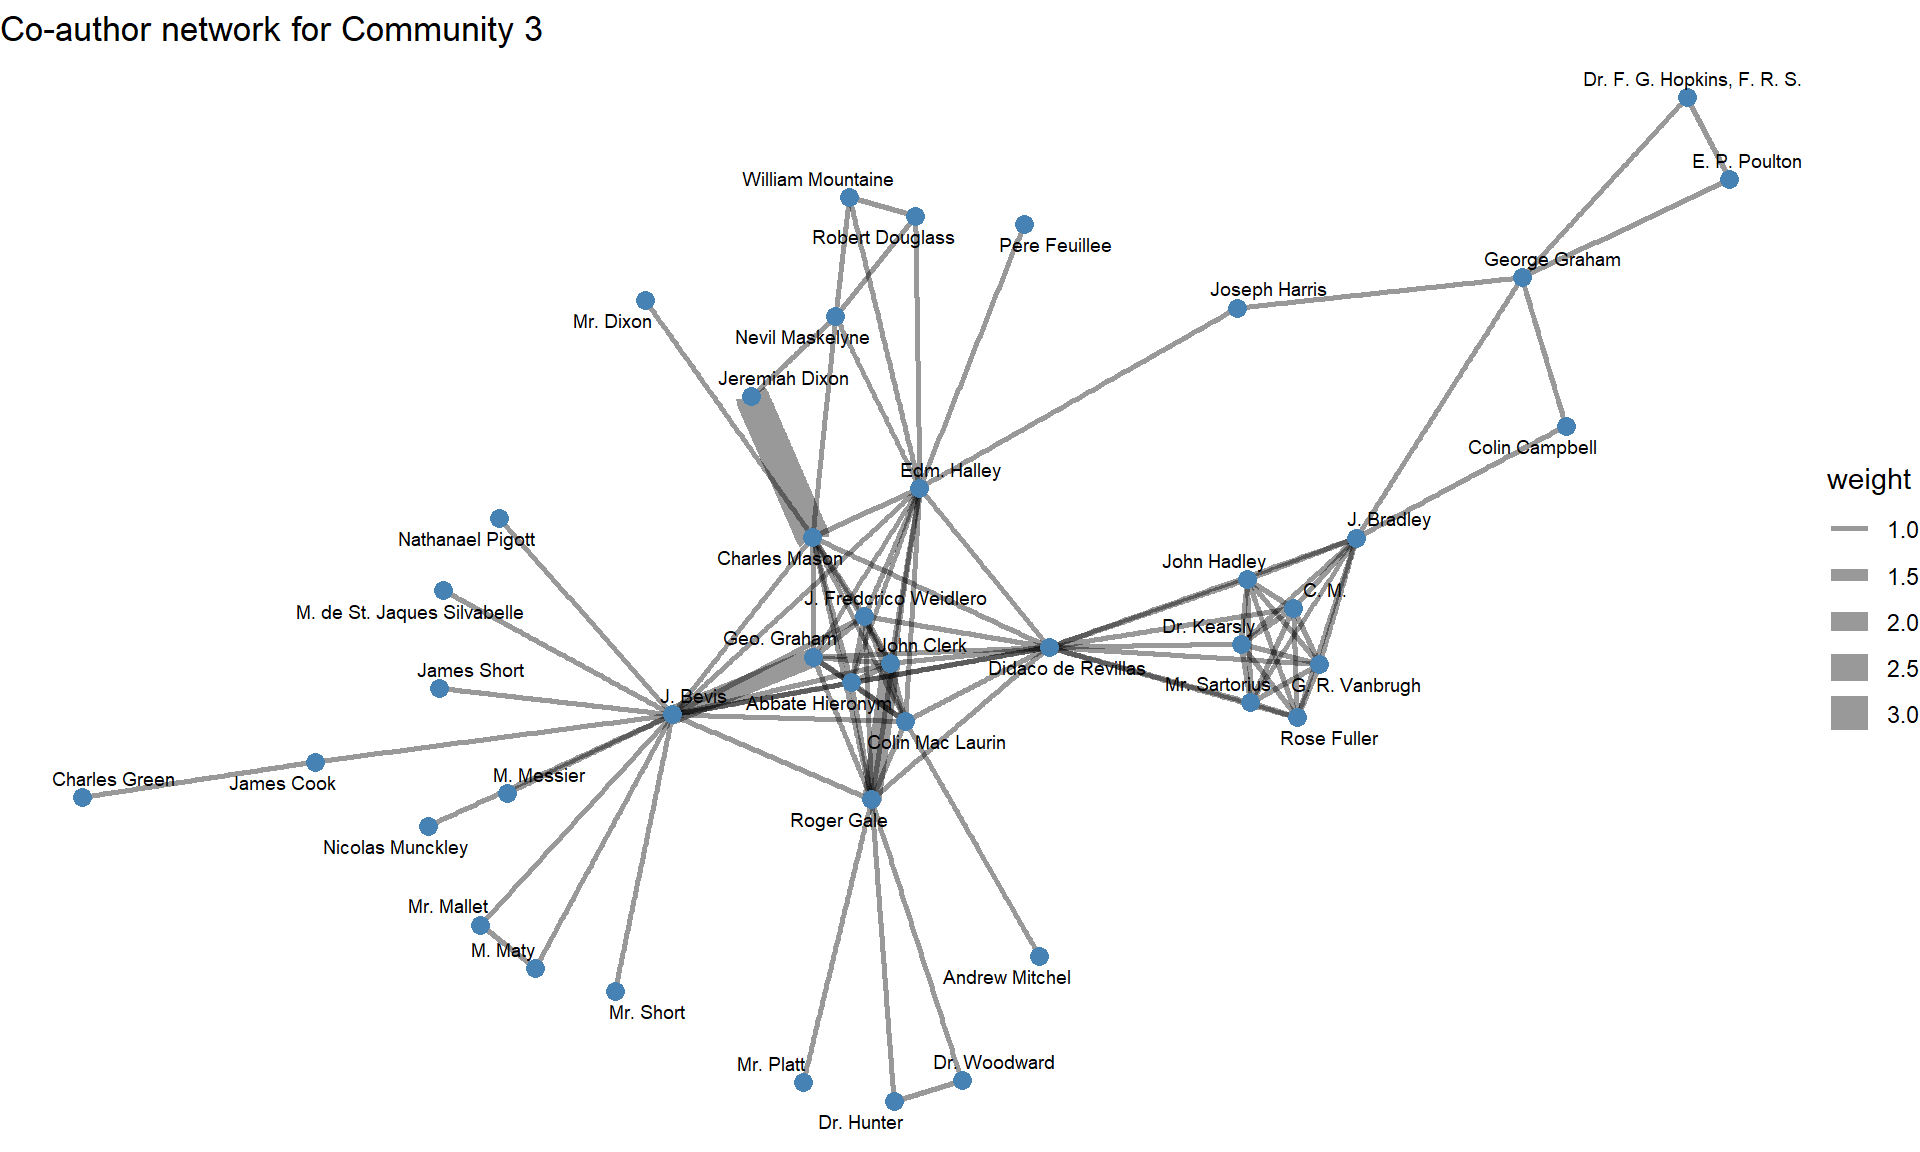 Co-author network for Community 3
Dr. F. G. Hopkins, F. R. S.
E. P. Poulton
William Mountaine
Robert Douglass
Pere Feuillee
George Graham
Joseph Harris
Mr. Dixon
Nevil Maskelyne
Jeremiah Dixon
Colin Campbell
Edm. Halley
weight
1.0
1.5
2.0
2.5
3.0
J. Bradley
Nathanael Pigott
Charles Mason
John Hadley
C. M.
J. Fredcrico Weidlero
M. de St. Jaques Silvabelle
Dr. Kearsly
Geo. Graham
John Clerk
James Short
Didaco de Revillas
Mr. Sartorius
G. R. Vanbrugh
J. Bevis
Abbate Hieronym
Colin Mac Laurin
Rose Fuller
Charles Green
James Cook
M. Messier
Roger Gale
Nicolas Munckley
Mr. Mallet
M. Maty
Andrew Mitchel
Mr. Short
Mr. Platt
Dr. Woodward
Dr. Hunter